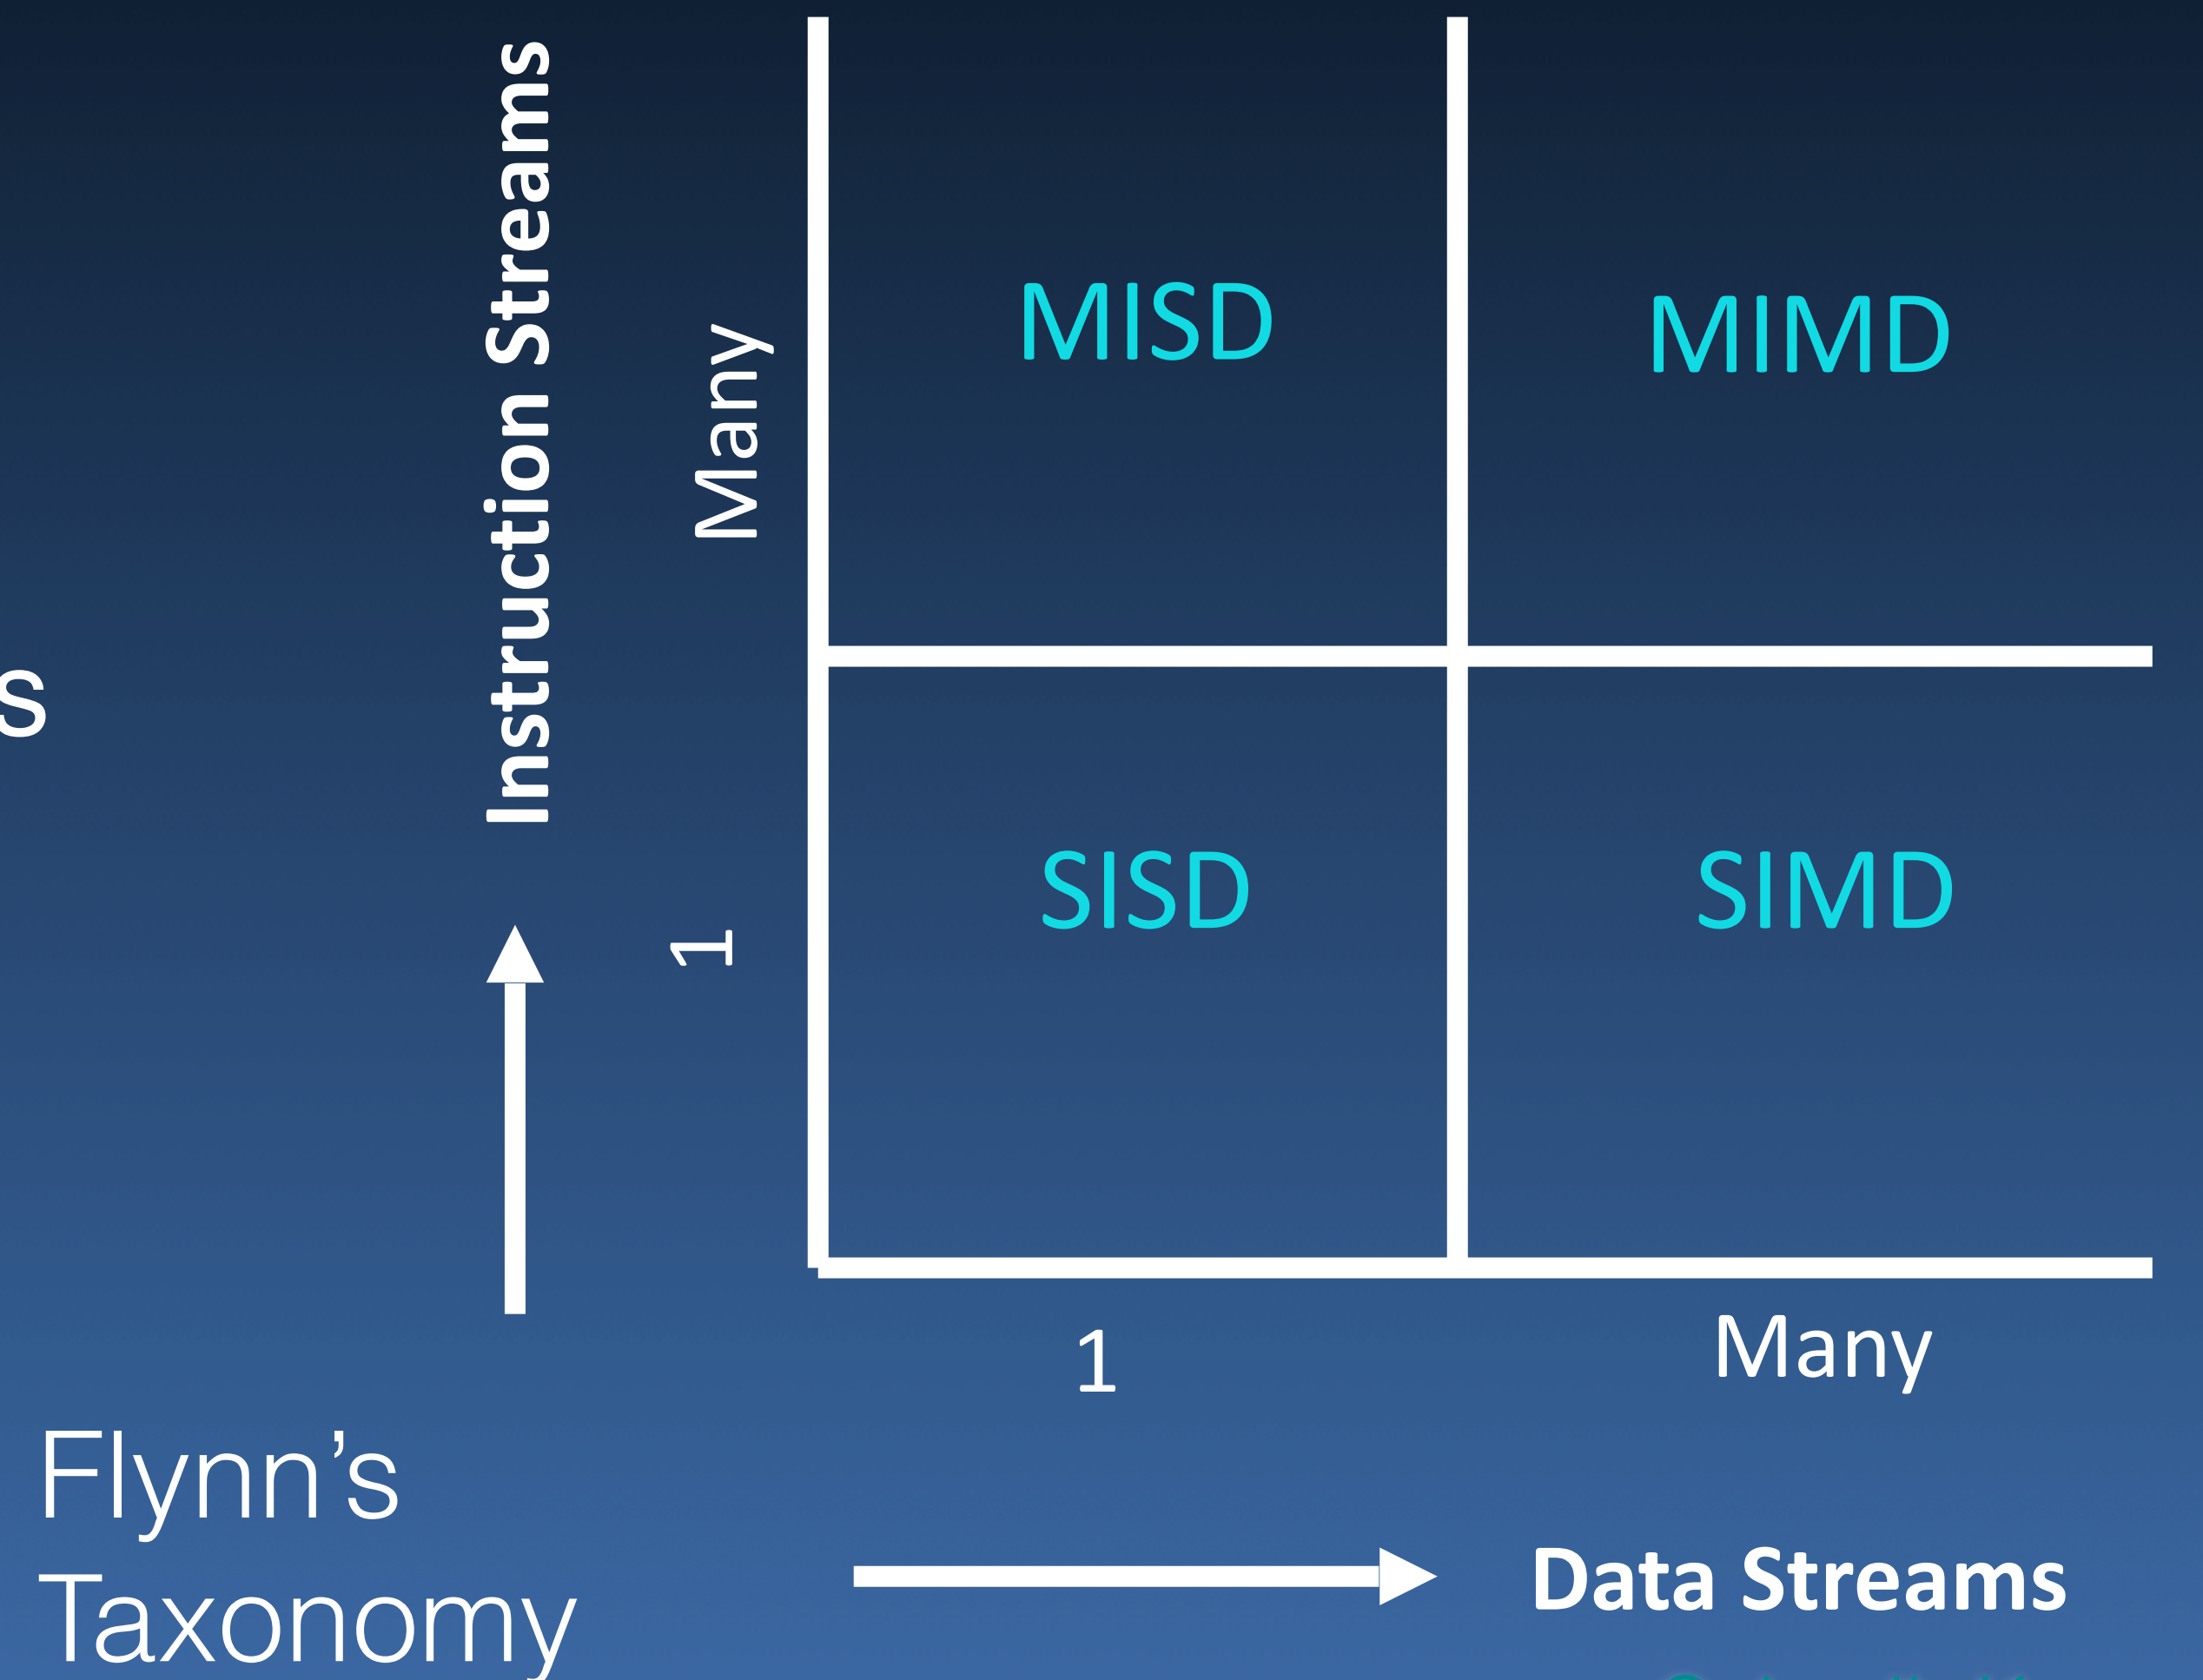 Instruction Streams
Many
MISD
MIMD
s
1
SISD
SIMD
1
Many
Flynn’s
Taxonomy
Data Streams